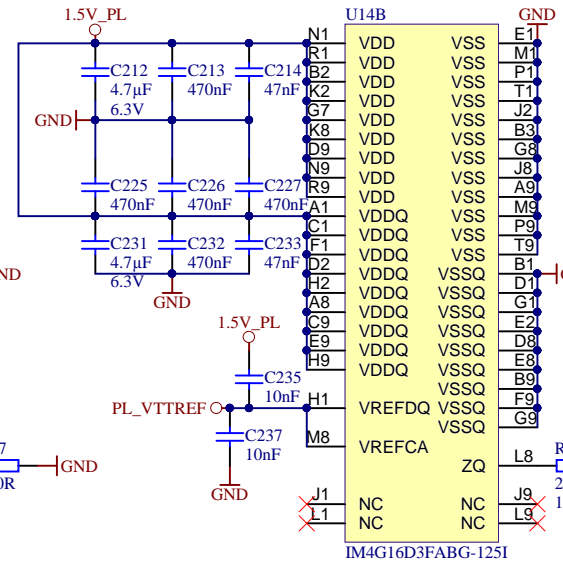 1.5V_PL
U14B
GND
N1 VDD VSS E1
R1 VDD VSS M1
B2 VDD VSS P1
K2 VDD VSS T1
G7 VDD VSS J2
K8 VDD VSS B3
D9 VDD VSS G8
N9 VDD VSS J8
R9 VDD VSS A9
A1 VDDQ VSS M9
C1 VDDQ VSS P9
F1 VDDQ VSS T9
D2 VDDQ VSSQ B1
H2 VDDQ VSSQ D1
A8 VDDQ VSSQ G1
C9 VDDQ VSSQ E2
E9 VDDQ VSSQ D8
H9 VDDQ VSSQ E8
VSSQ B9
H1 VREFDQ VSSQ F9
VSSQ G9
M8 VREFCA
ZQ L8
J1 NC NC J9
L1 NC NC L9
IM4G16D3FABG-125I
C212
4.7µF
6.3V
C213
470nF
C214
47nF
GND
C225
470nF
C226
470nF
C227
470nF
C231
4.7µF
6.3V
C232
470nF
C233
47nF
GND
ND
1.5V_PL
C235
10nF
PL_VTTREF
C237
10nF
GND
7
0R
GND
R
2
1